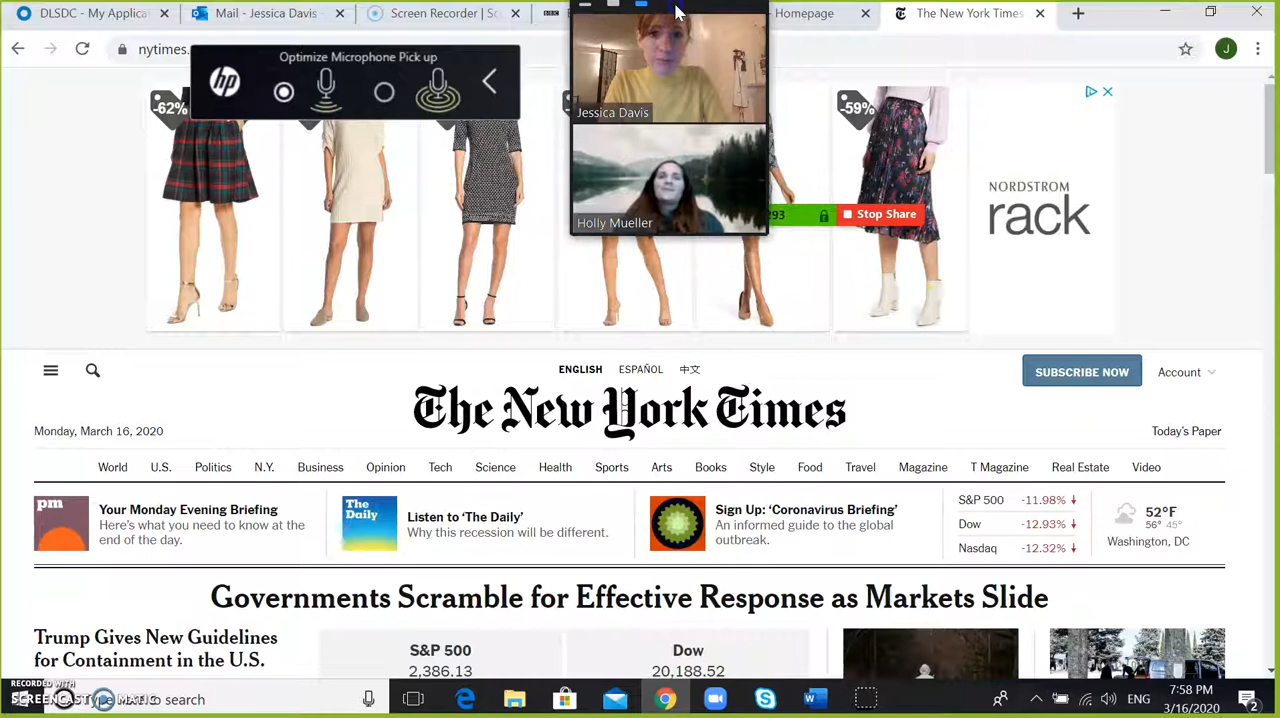 DLSDC - My Applicat
Mail - Jessica Davis -
Screen Recorder | Sc
BBC
Homepage
The New York Times -
nytimes.
J
Optimize Microphone Pick up
hp
Jessica Davis
Holly Mueller
293
Stop Share
-62%
-59%
NORDSTROM
rack
ENGLISH ESPAÑOL 中文
SUBSCRIBE NOW
Account
The New York Times
Monday, March 16, 2020
Today's Paper
World U.S. Politics N.Y. Business Opinion Tech Science Health Sports Arts Books Style Food Travel Magazine T Magazine Real Estate Video
pm
Your Monday Evening Briefing
Here's what you need to know at the
end of the day.
The
Daily
Listen to 'The Daily'
Why this recession will be different.
Sign Up: 'Coronavirus Briefing'
An informed guide to the global
outbreak.
S&P 500 -11.98%
Dow -12.93%
Nasdaq -12.32%
52°F
56° 45°
Washington, DC
Governments Scramble for Effective Response as Markets Slide
Trump Gives New Guidelines
for Containment in the U.S.
S&P 500
2,386.13
Dow
20,188.52
RECORDED WITH
SCREENCAST MATIC
to search
ENG
7:58 PM
3/16/2020
2